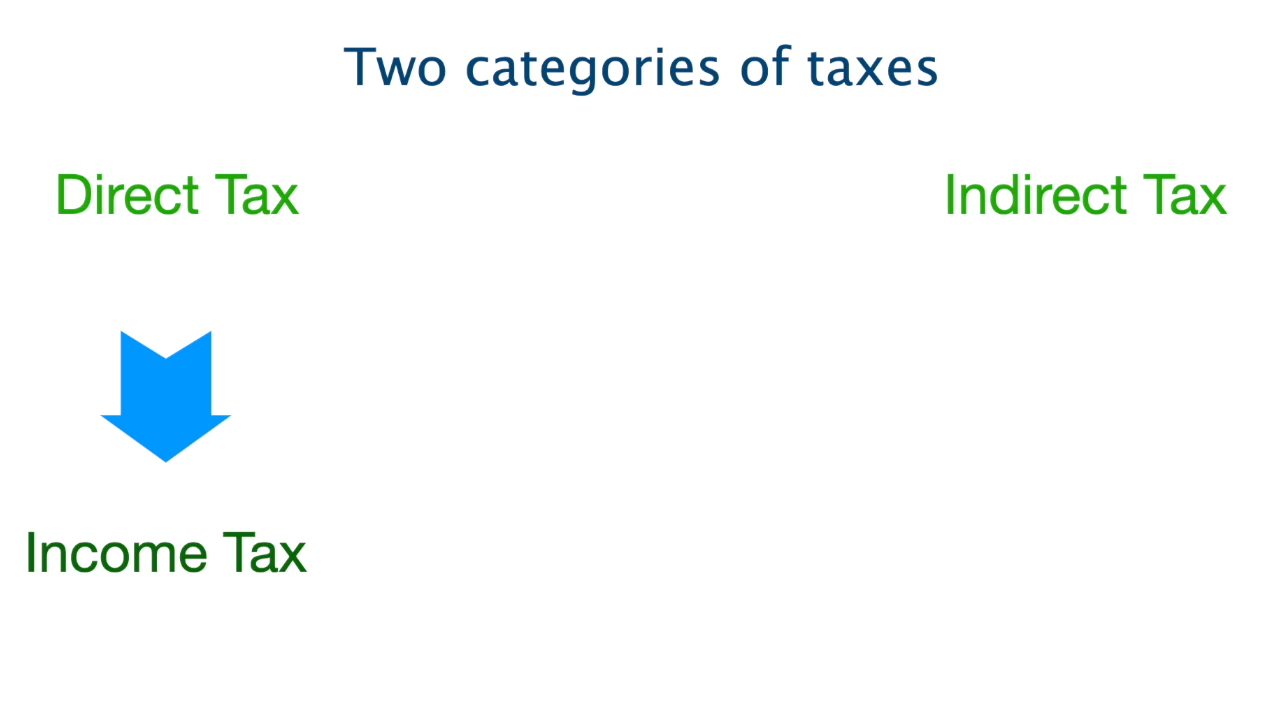 Two categories of taxes
Direct Tax
Indirect Tax
Income Tax